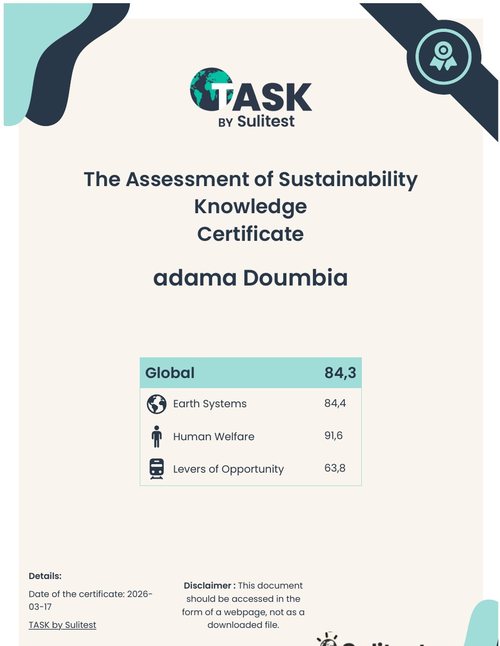 TASK
BY Sulitest
The Assessment of Sustainability
Knowledge
Certificate
adama Doumbia
Global 84,3
Earth Systems 84,4
Human Welfare 91,6
Levers of Opportunity 63,8
Details:
Date of the certificate: 2026-
03-17
TASK by Sulitest
Disclaimer : This document
should be accessed in the
form of a webpage, not as a
downloaded file.
Sulitest